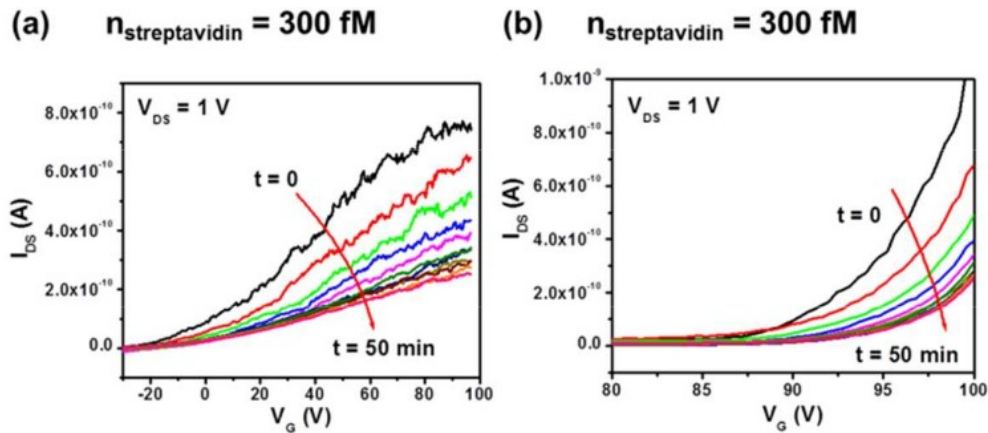 (a) n_streptavidin = 300 fM
V_DS = 1 V
t = 0
t = 50 min
I_DS (A)
8.0x10^-10
6.0x10^-10
4.0x10^-10
2.0x10^-10
0.0
-20 0 20 40 60 80 100
V_G (V)
(b) n_streptavidin = 300 fM
V_DS = 1 V
t = 0
t = 50 min
I_DS (A)
1.0x10^-9
8.0x10^-10
6.0x10^-10
4.0x10^-10
2.0x10^-10
0.0
80 85 90 95 100
V_G (V)